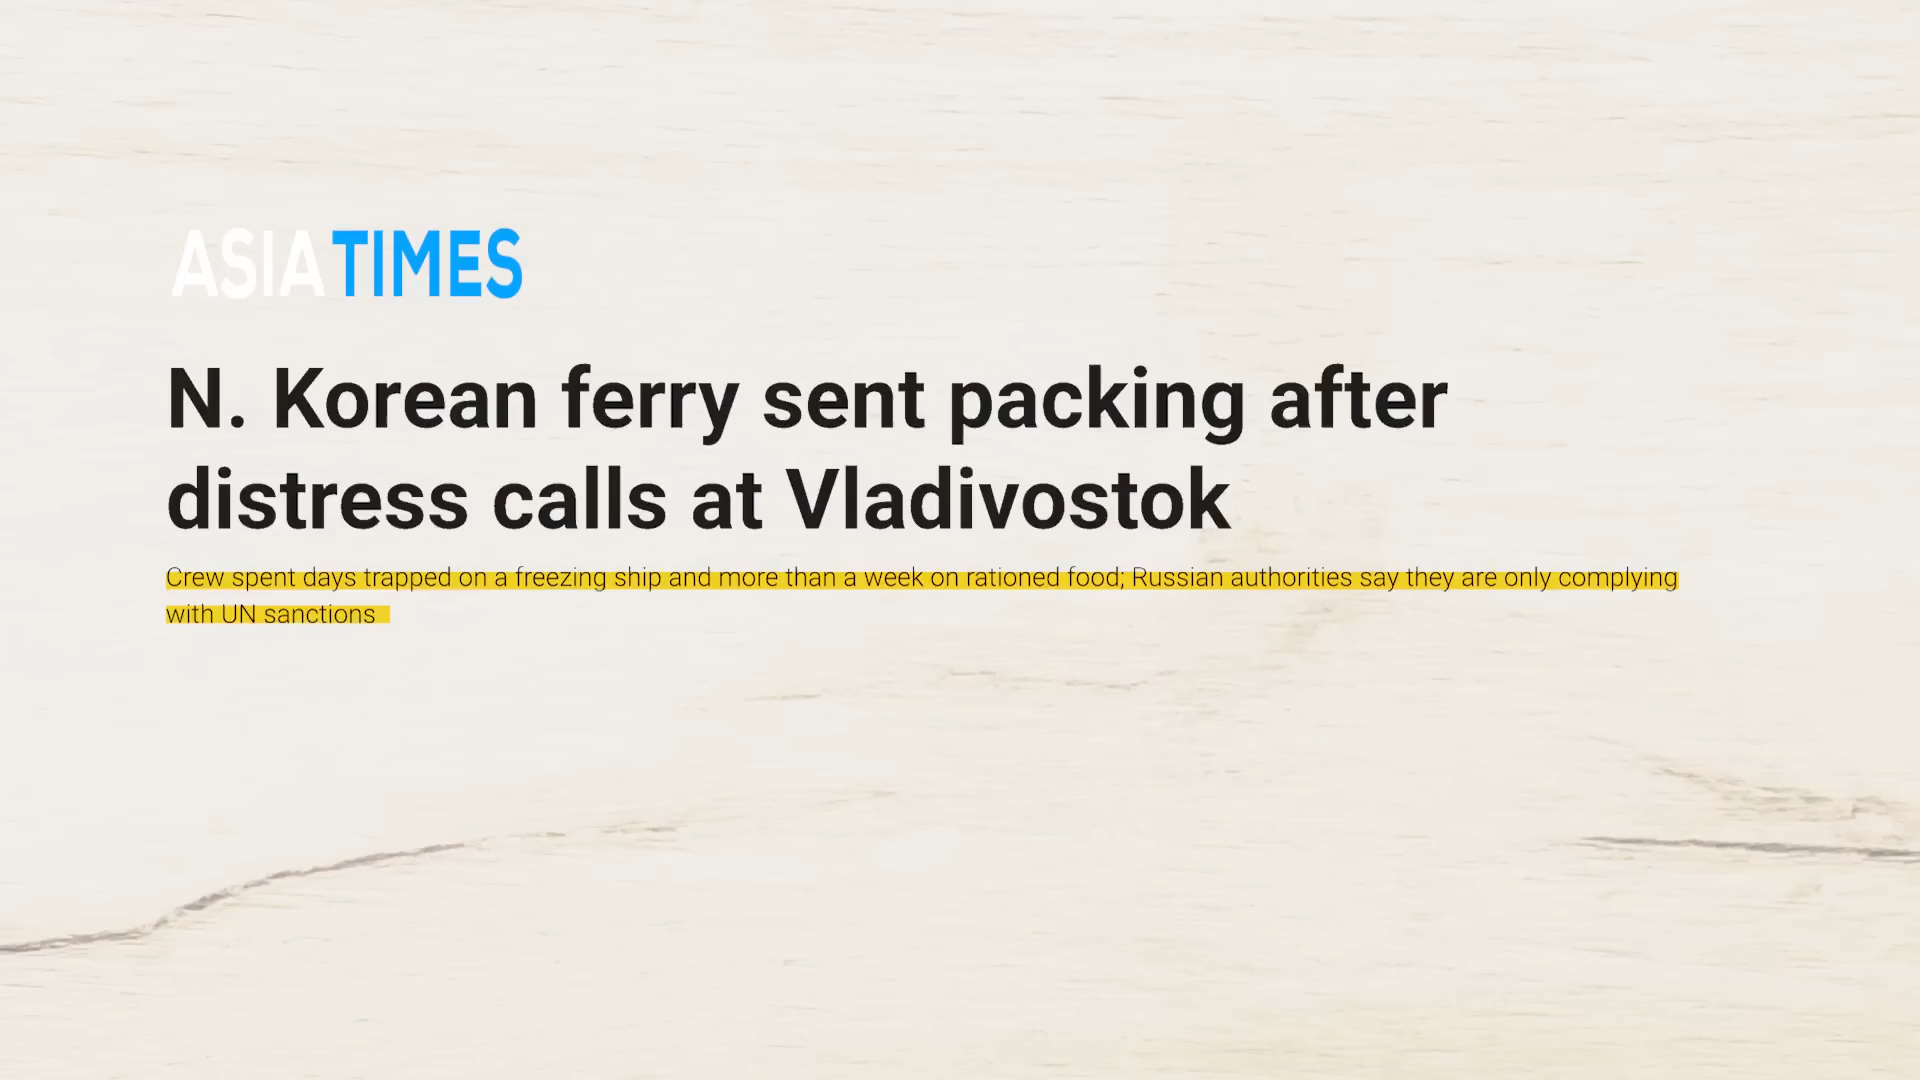 ASIA TIMES
N. Korean ferry sent packing after
distress calls at Vladivostok
Crew spent days trapped on a freezing ship and more than a week on rationed food; Russian authorities say they are only complying
with UN sanctions